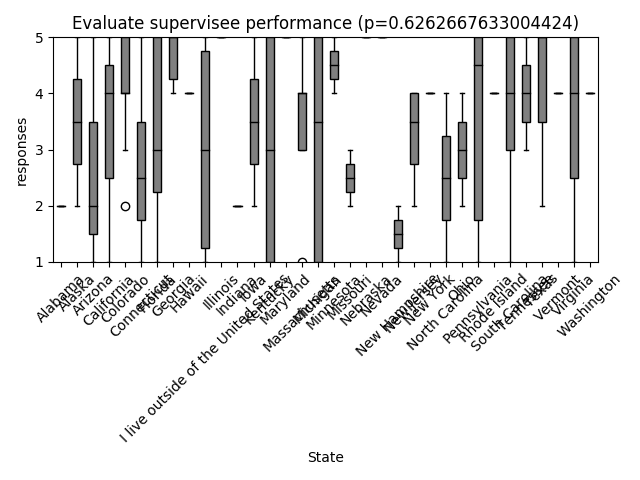 Evaluate supervisee performance (p=0.6262667633004424)
responses
5
4
3
2
1
Alabama
Alaska
Arizona
California
Colorado
Connecticut
Florida
Georgia
Hawaii
I live outside of the United States
Illinois
Indiana
Iowa
Kentucky
Maryland
Massachusetts
Michigan
Minnesota
Missouri
Nebraska
Nevada
New Hampshire
New Jersey
New York
North Carolina
Ohio
Pennsylvania
Rhode Island
South Carolina
Tennessee
Texas
Vermont
Virginia
Washington
State